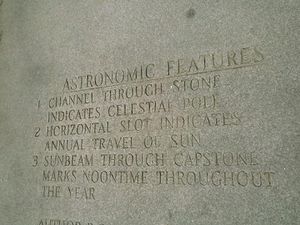 ASTRONOMIC FEATURES
1 CHANNEL THROUGH STONE
INDICATES CELESTIAL POLE
2 HORIZONTAL SLOT INDICATES
ANNUAL TRAVEL OF SUN
3 SUNBEAM THROUGH CAPSTONE
MARKS NOONTIME THROUGHOUT
THE YEAR